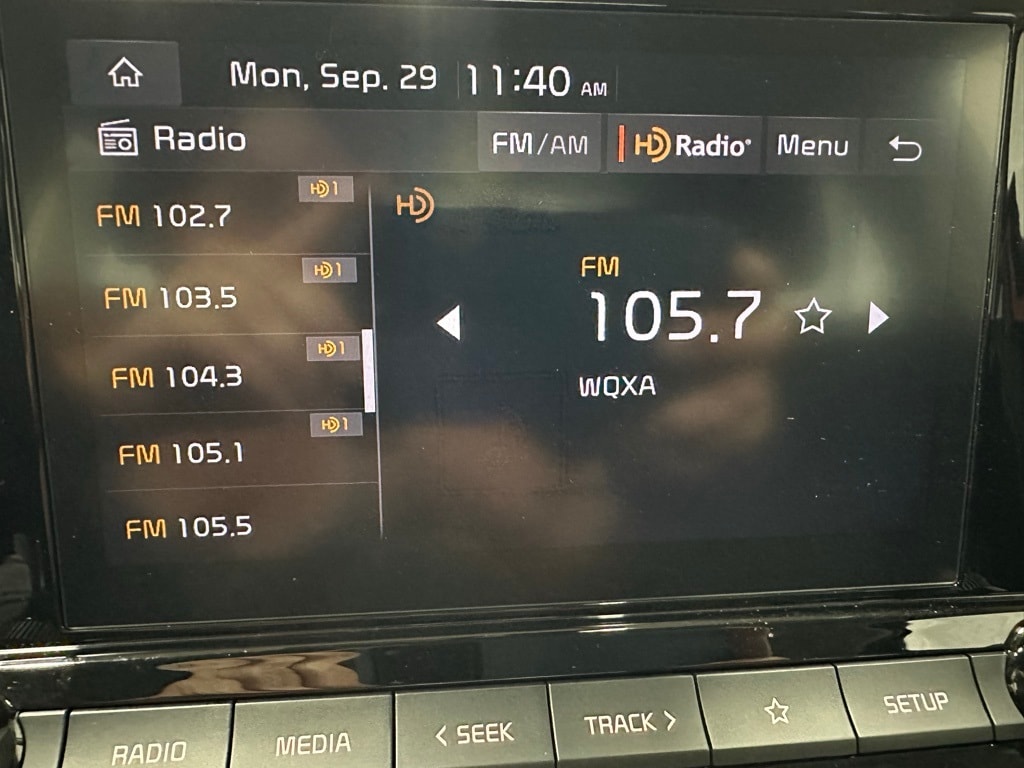 Mon, Sep. 29 11:40 AM
Radio FM/AM HD Radio® Menu
HD1
FM 102.7
HD1
FM 103.5
HD1
FM 104.3
HD1
FM 105.1
FM 105.5
HD
FM
105.7
WQXA
RADIO MEDIA < SEEK TRACK > SETUP